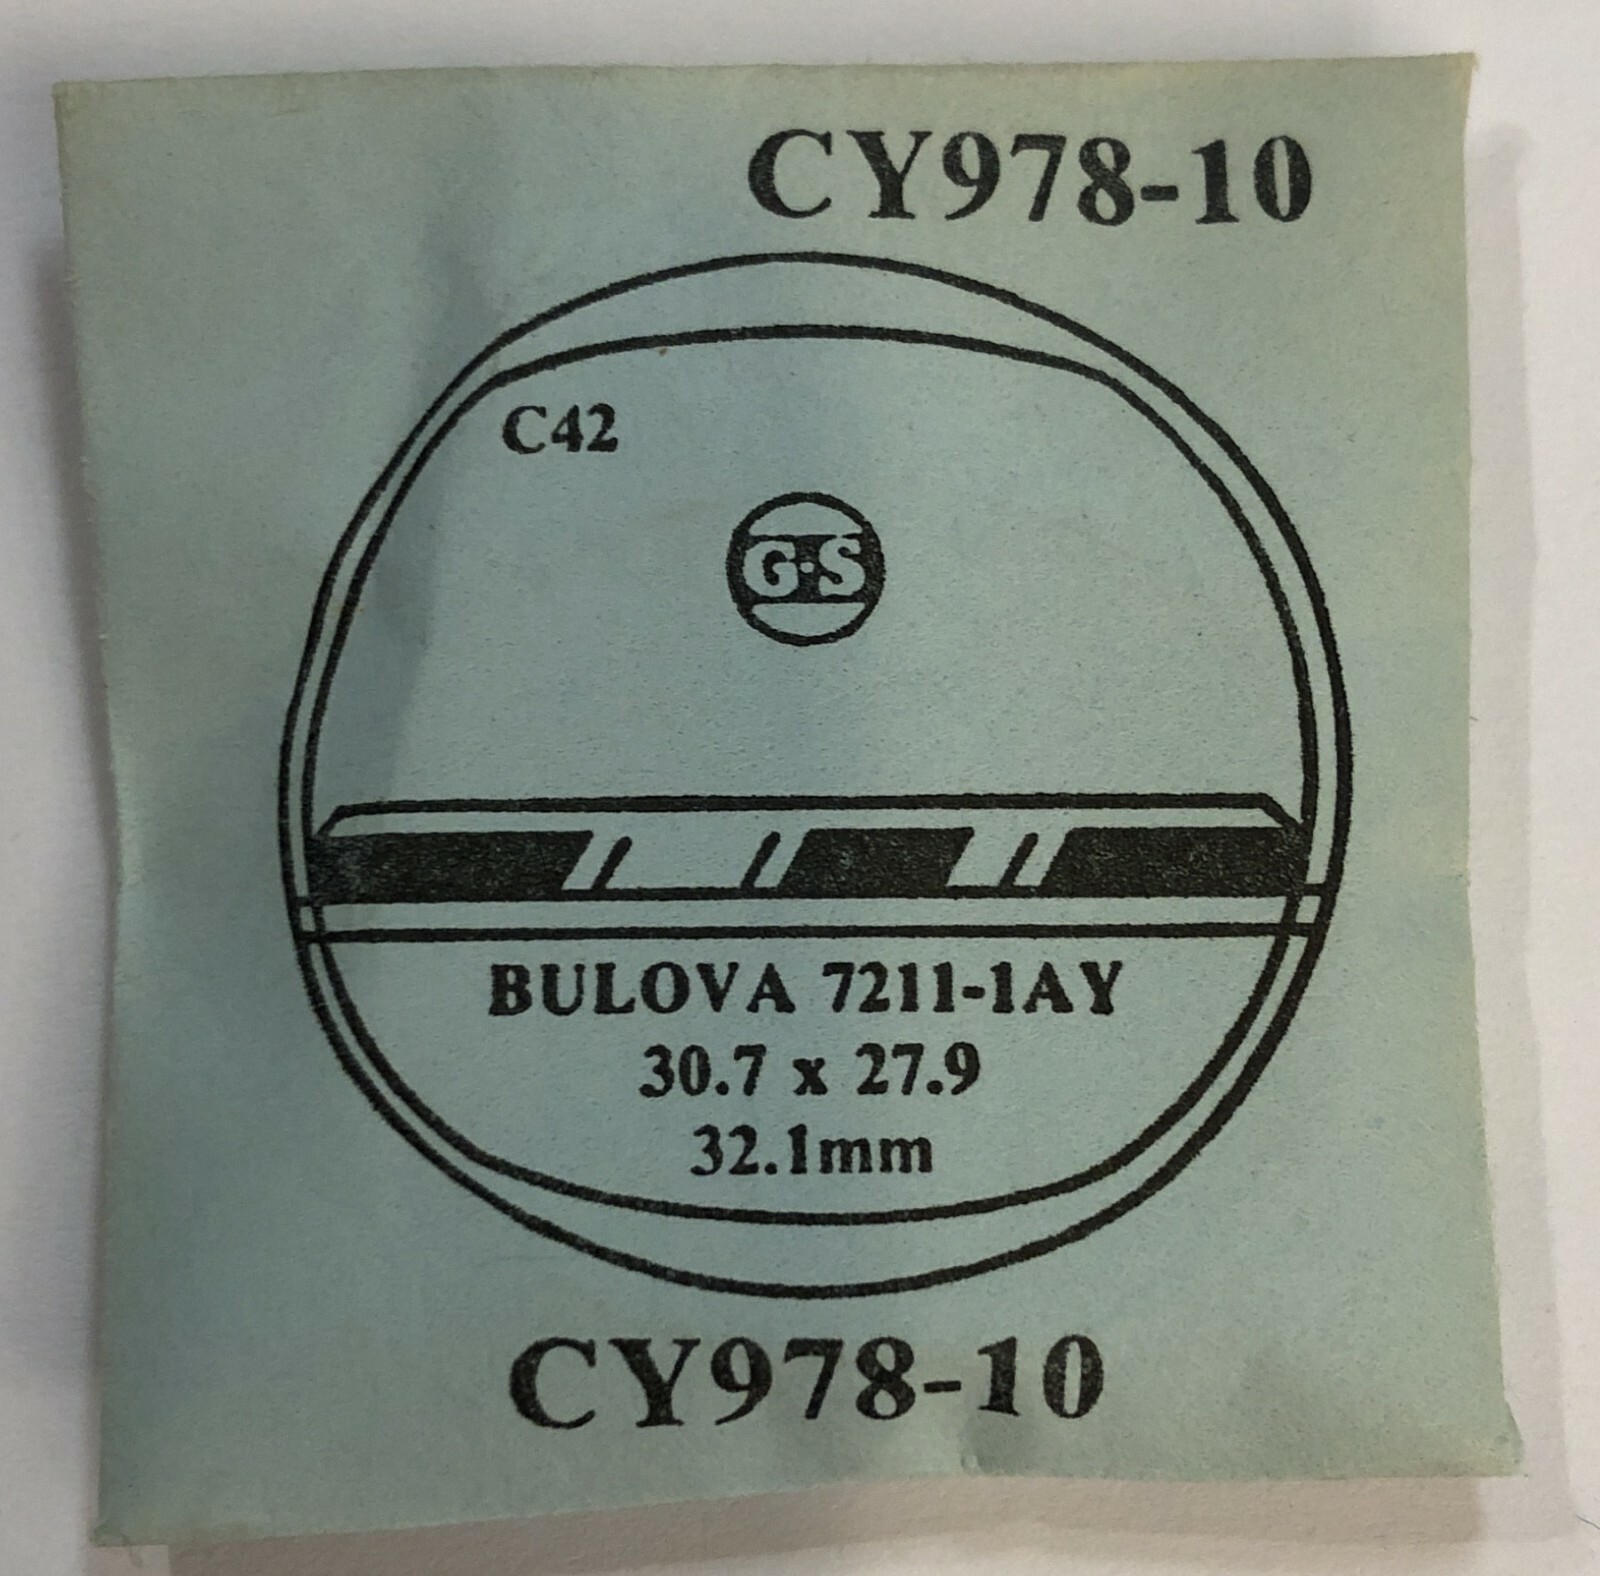 CY978-10
C42
G·S
BULOVA 7211-1AY
30.7 x 27.9
32.1mm
CY978-10